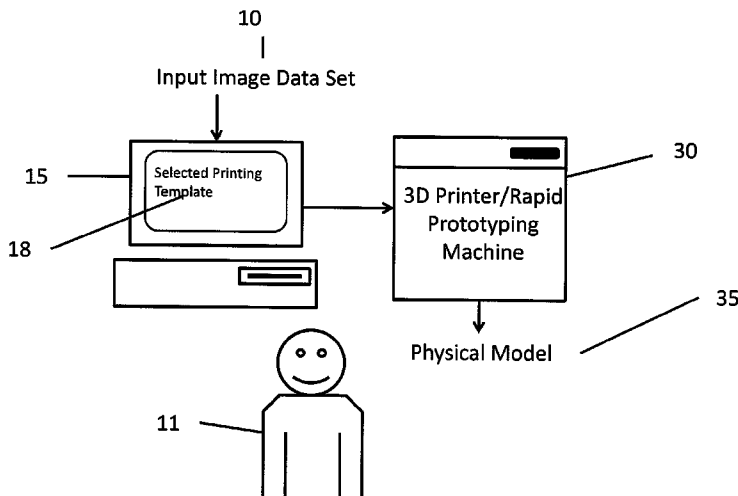 10
Input Image Data Set
15
Selected Printing
Template
18
30
3D Printer/Rapid
Prototyping
Machine
35
Physical Model
11